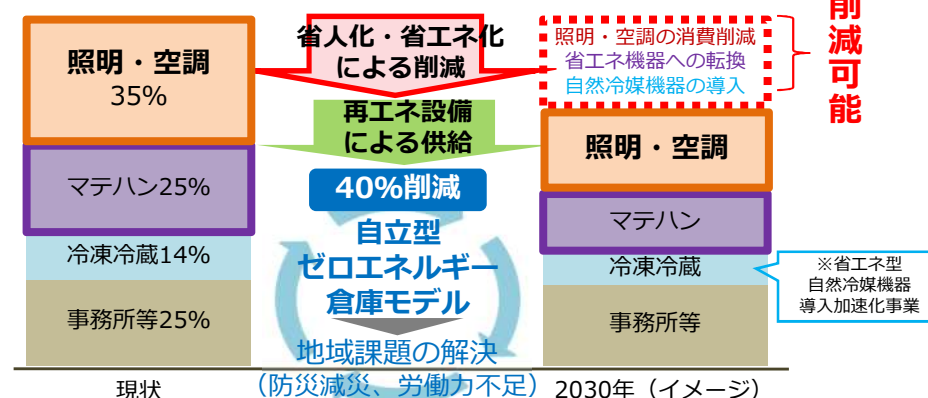 照明・空調
35%
マテハン25%
冷凍冷蔵14%
事務所等25%
現状
省人化・省エネ化
による削減
再エネ設備
による供給
40%削減
自立型
ゼロエネルギー
倉庫モデル
地域課題の解決
（防災減災、労働力不足）
照明・空調の消費削減
省エネ機器への転換
自然冷媒機器の導入
削減可能
照明・空調
マテハン
冷凍冷蔵
事務所等
2030年（イメージ）
※省エネ型
自然冷媒機器
導入加速化事業